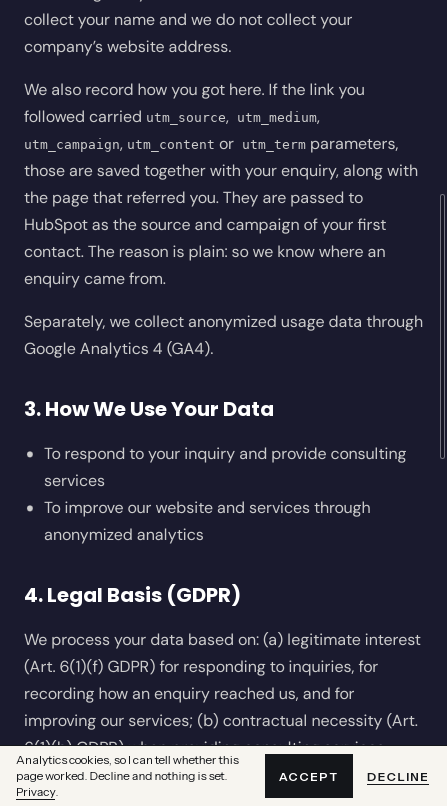 collect your name and we do not collect your
company's website address.
We also record how you got here. If the link you
followed carried utm_source, utm_medium,
utm_campaign, utm_content or utm_term parameters,
those are saved together with your enquiry, along with
the page that referred you. They are passed to
HubSpot as the source and campaign of your first
contact. The reason is plain: so we know where an
enquiry came from.
Separately, we collect anonymized usage data through
Google Analytics 4 (GA4).
3. How We Use Your Data
• To respond to your inquiry and provide consulting
services
• To improve our website and services through
anonymized analytics
4. Legal Basis (GDPR)
We process your data based on: (a) legitimate interest
(Art. 6(1)(f) GDPR) for responding to inquiries, for
recording how an enquiry reached us, and for
improving our services; (b) contractual necessity (Art.
Analytics cookies, so I can tell whether this
page worked. Decline and nothing is set.
Privacy.
ACCEPT
DECLINE